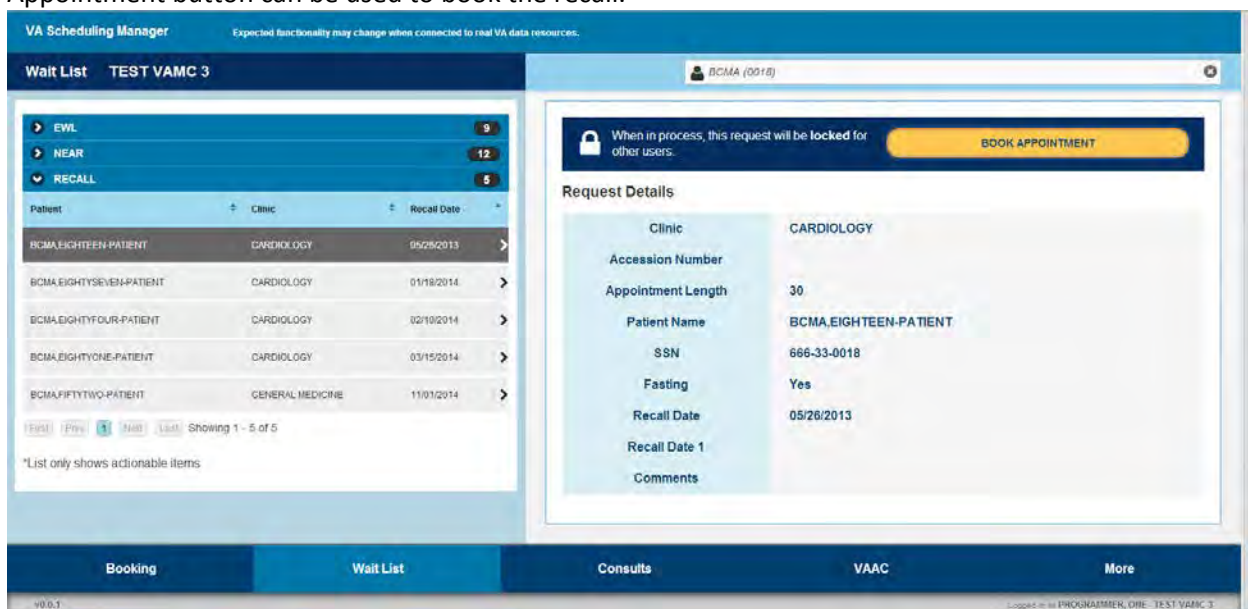 Appointment button can be used to book the recall.
VA Scheduling Manager Expected functionality may change when connected to real VA data resources.
Wait List TEST VAMC 3
BCMA (0018)
EWL 9
NEAR 12
RECALL 5
Patient Clinic Recall Date
BCMA,EIGHTEEN-PATIENT CARDIOLOGY 05/26/2013
BCMA,EIGHTYSEVEN-PATIENT CARDIOLOGY 01/18/2014
BCMA,EIGHTYFOUR-PATIENT CARDIOLOGY 02/10/2014
BCMA,EIGHTYONE-PATIENT CARDIOLOGY 03/15/2014
BCMA,FIFTYTWO-PATIENT GENERAL MEDICINE 11/01/2014
First Prev 1 Next Last Showing 1 - 5 of 5
*List only shows actionable items
When in process, this request will be locked for
other users.
BOOK APPOINTMENT
Request Details
Clinic CARDIOLOGY
Accession Number
Appointment Length 30
Patient Name BCMA,EIGHTEEN-PATIENT
SSN 666-33-0018
Fasting Yes
Recall Date 05/26/2013
Recall Date 1
Comments
Booking Wait List Consults VAAC More
v0.0.1 Logged in as PROGRAMMER, ONE - TEST VAMC 3